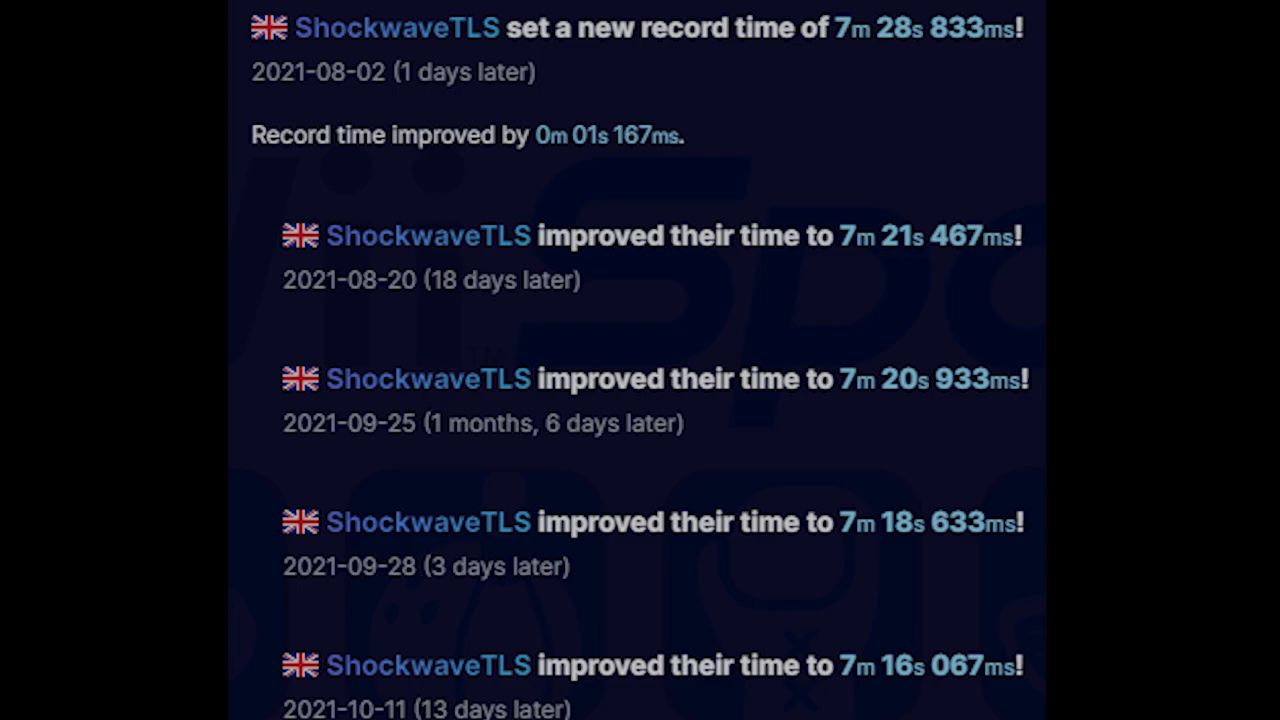 ShockwaveTLS set a new record time of 7m 28s 833ms!
2021-08-02 (1 days later)
Record time improved by 0m 01s 167ms.
Wii Spo
TM
ShockwaveTLS improved their time to 7m 21s 467ms!
2021-08-20 (18 days later)
ShockwaveTLS improved their time to 7m 20s 933ms!
2021-09-25 (1 months, 6 days later)
ShockwaveTLS improved their time to 7m 18s 633ms!
2021-09-28 (3 days later)
ShockwaveTLS improved their time to 7m 16s 067ms!
2021-10-11 (13 days later)